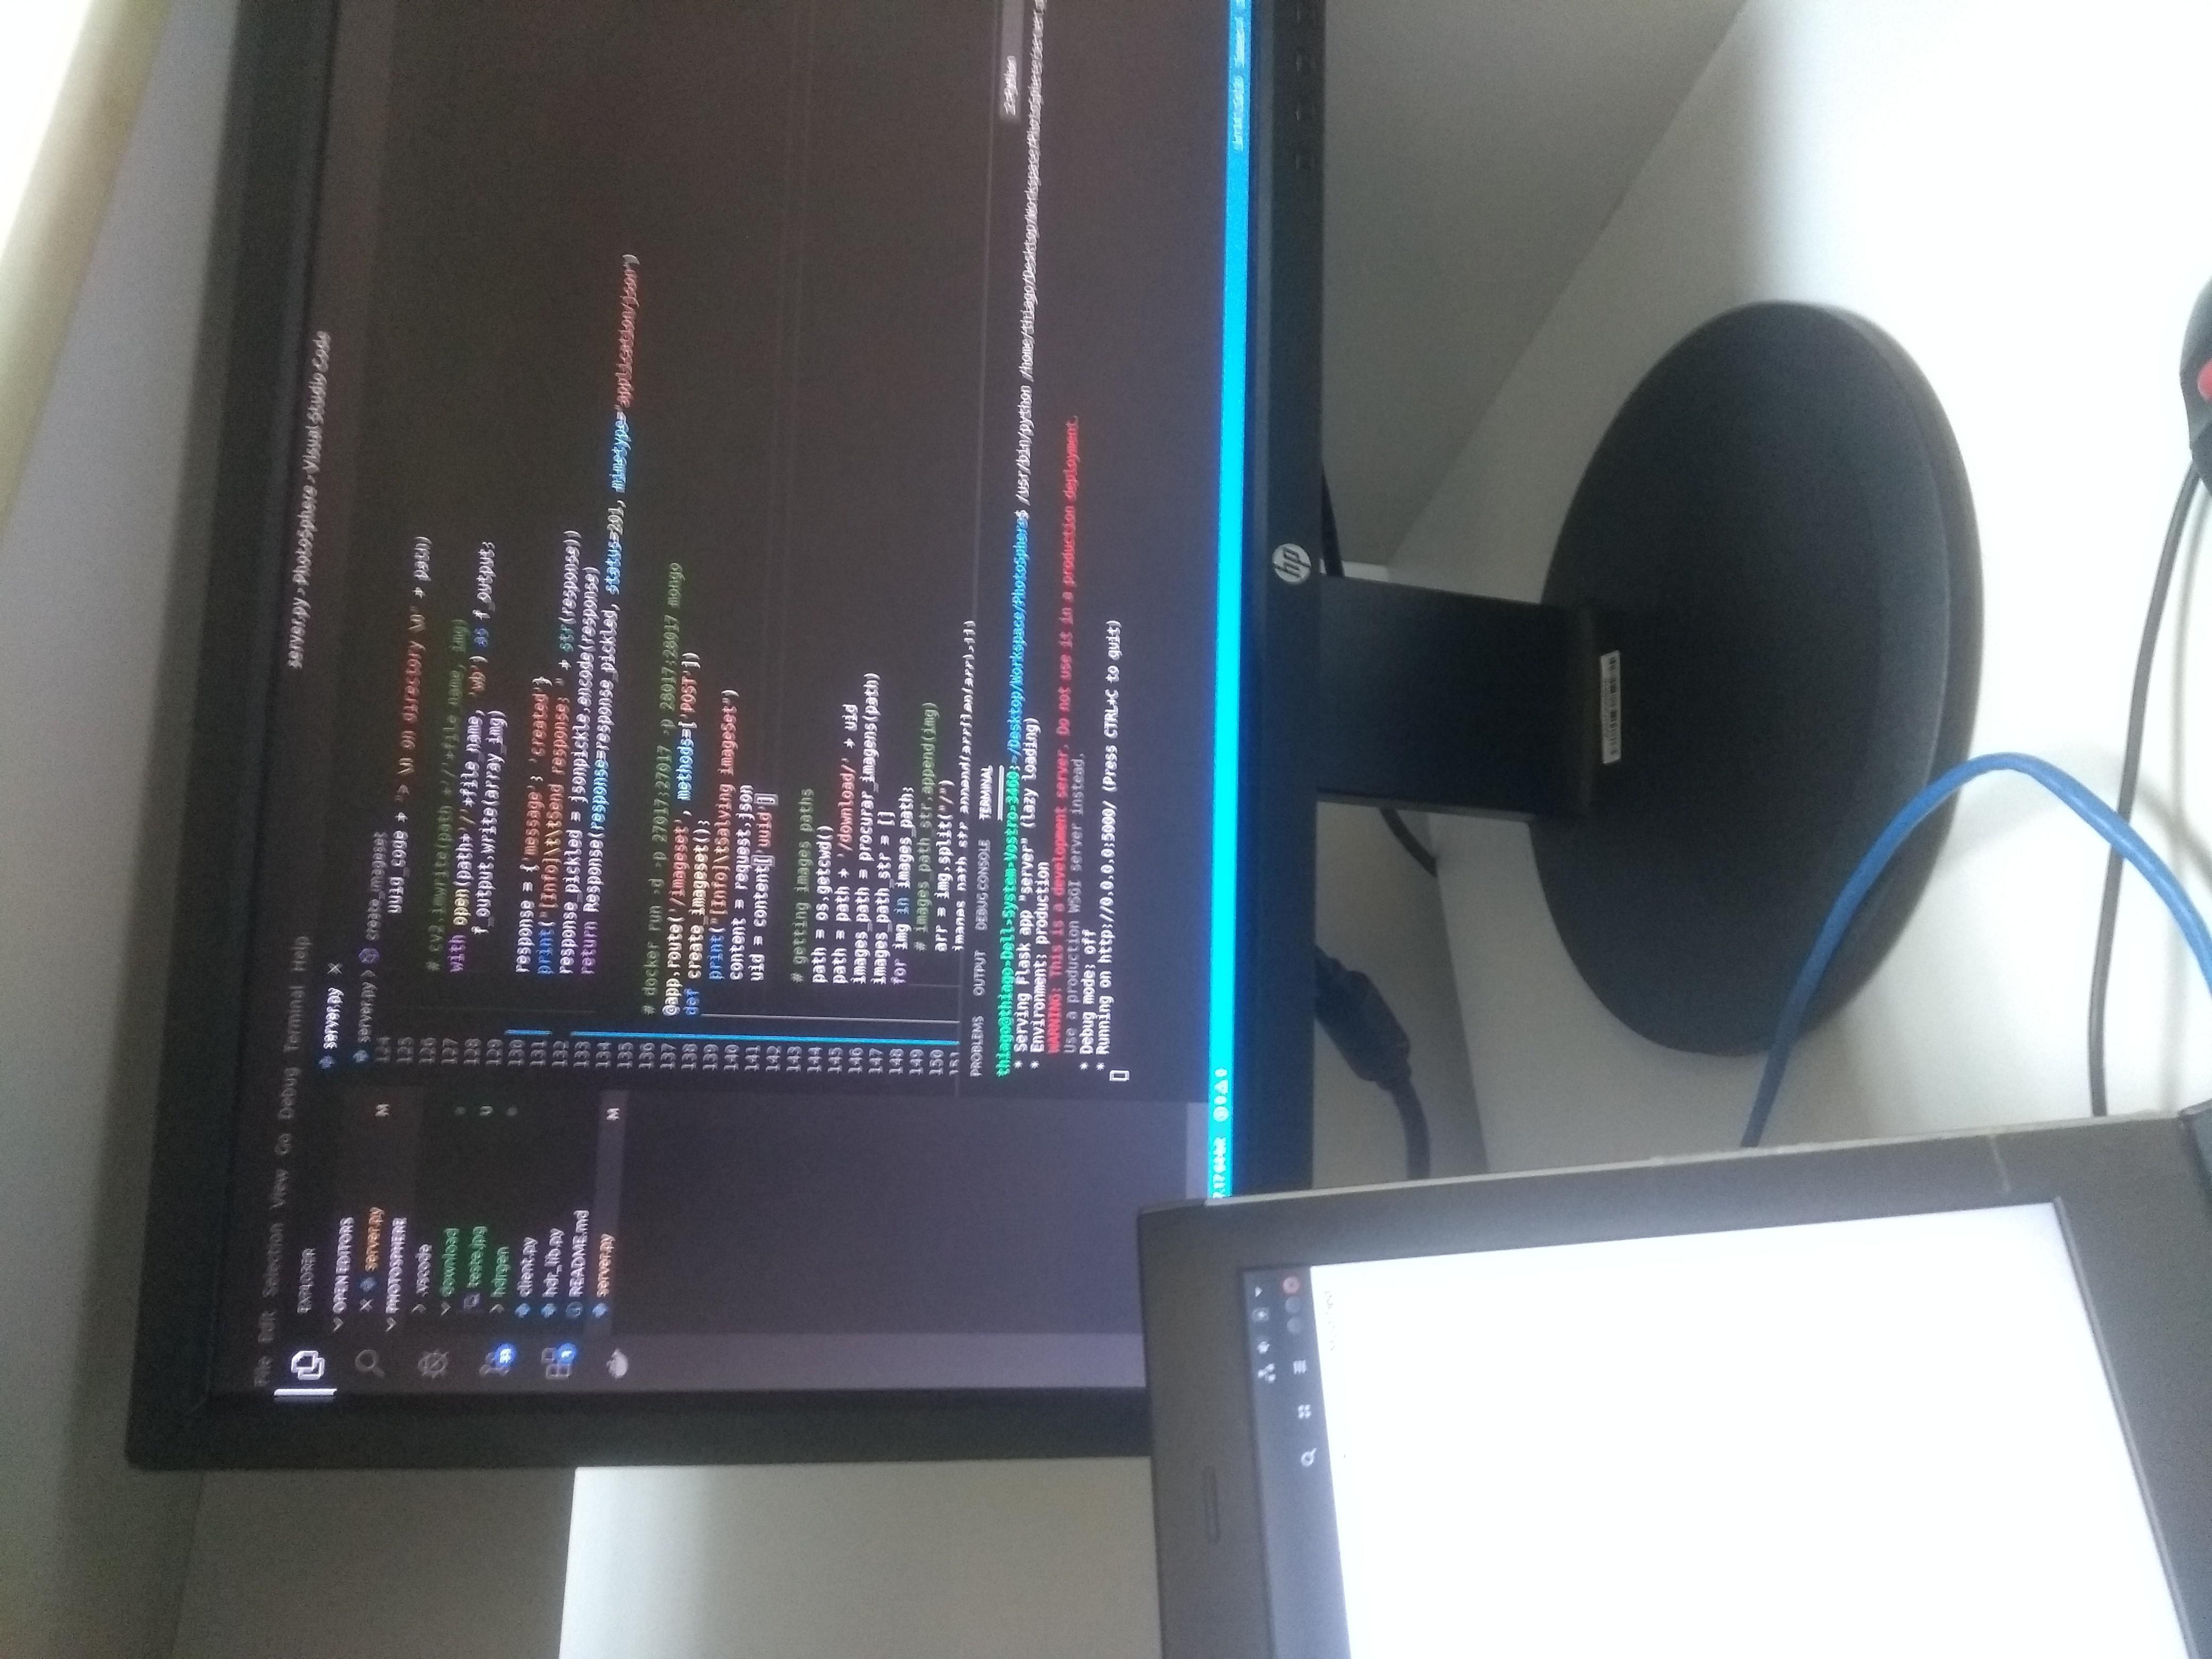 File Edit Selection View Go Debug Terminal Help
server.py - PhotoSphere - Visual Studio Code
EXPLORER
OPEN EDITORS
server.py M
PHOTOSPHERE
.vscode
download
teste.jpg U
hdrgen
client.py
hdr_lib.py
README.md
server.py M
server.py
server.py > create_imageset
124
125 uuid_code + "> \n on directory \n" + path)
126
127 # cv2.imwrite(path +'/'+file_name, img)
128 with open(path+'/'+file_name, 'wb') as f_output:
129 f_output.write(array_img)
130
131 response = {'message': 'created'}
132 print("[Info]\t\tSend response: " + str(response))
133 response_pickled = jsonpickle.encode(response)
134 return Response(response=response_pickled, status=201, mimetype="application/json")
135
136 # docker run -d -p 27017:27017 -p 28017:28017 mongo
137 @app.route('/imageset', methods=['POST'])
138 def create_imageset():
139 print("[Info]\tSalving imageSet")
140 content = request.json
141 uid = content['uuid']
142
143 # getting images paths
144 path = os.getcwd()
145 path = path + '/download/' + uid
146 images_path = procurar_imagens(path)
147 images_path_str = []
148 for img in images_path:
149 # images_path_str.append(img)
150 arr = img.split("/")
151 images_path_str.append(arr[len(arr)-1])
PROBLEMS OUTPUT DEBUG CONSOLE TERMINAL
2: Python
thiago@thiago-Dell-System-Vostro-3460:~/Desktop/Workspace/PhotoSphere$ /usr/bin/python /home/thiago/Desktop/Workspace/PhotoSphere/server.
* Serving Flask app "server" (lazy loading)
* Environment: production
WARNING: This is a development server. Do not use it in a production deployment.
Use a production WSGI server instead.
* Debug mode: off
* Running on http://0.0.0.0:5000/ (Press CTRL+C to quit)
7.17 64-bit 0 0
hp